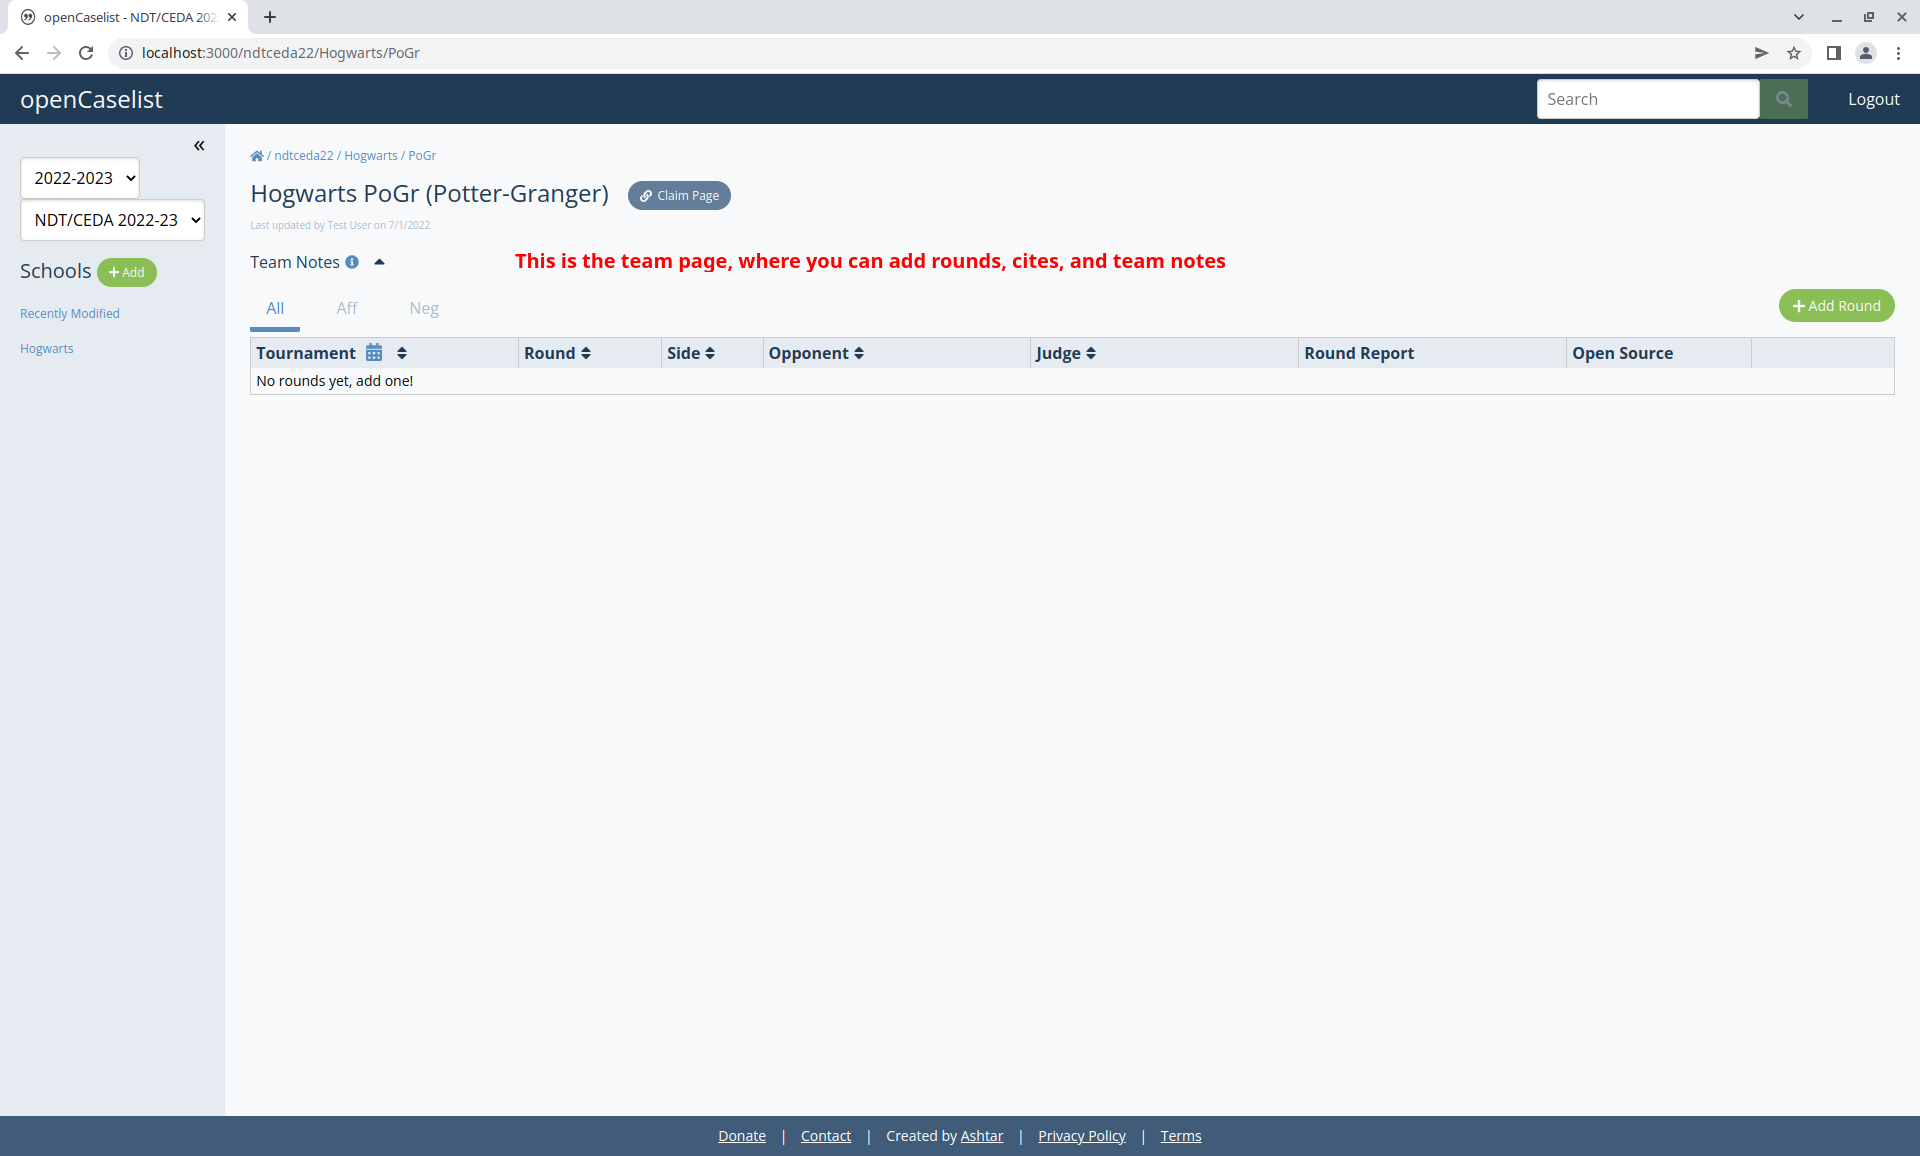 openCaselist - NDT/CEDA 202
localhost:3000/ndtceda22/Hogwarts/PoGr
openCaselist
Search
Logout
«
2022-2023
NDT/CEDA 2022-23
Schools
Add
Recently Modified
Hogwarts
/ ndtceda22 / Hogwarts / PoGr
Hogwarts PoGr (Potter-Granger)
Claim Page
Last updated by Test User on 7/1/2022
Team Notes
This is the team page, where you can add rounds, cites, and team notes
All Aff Neg
Add Round
Tournament Round Side Opponent Judge Round Report Open Source
No rounds yet, add one!
Donate | Contact | Created by Ashtar | Privacy Policy | Terms